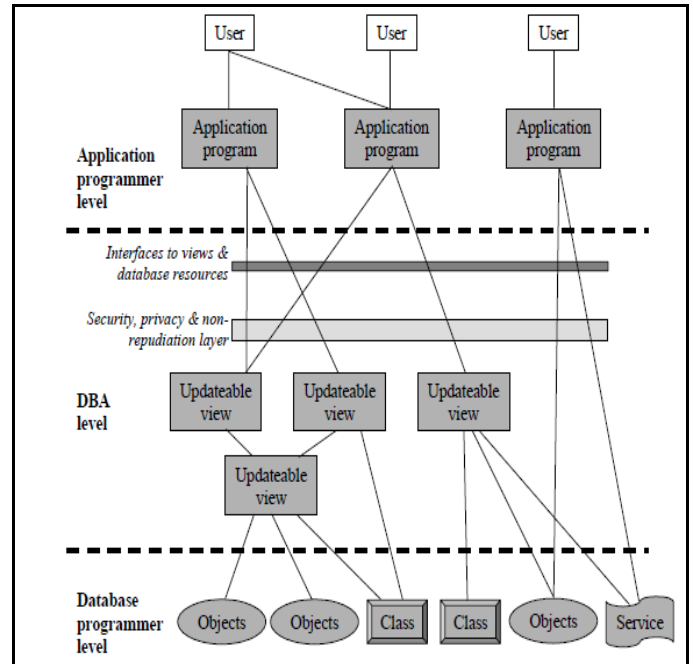 User
User
User
Application
program
Application
program
Application
program
Application
programmer
level
Interfaces to views &
database resources
Security, privacy & non-
repudiation layer
DBA
level
Updateable
view
Updateable
view
Updateable
view
Updateable
view
Database
programmer
level
Objects
Objects
Class
Class
Objects
Service